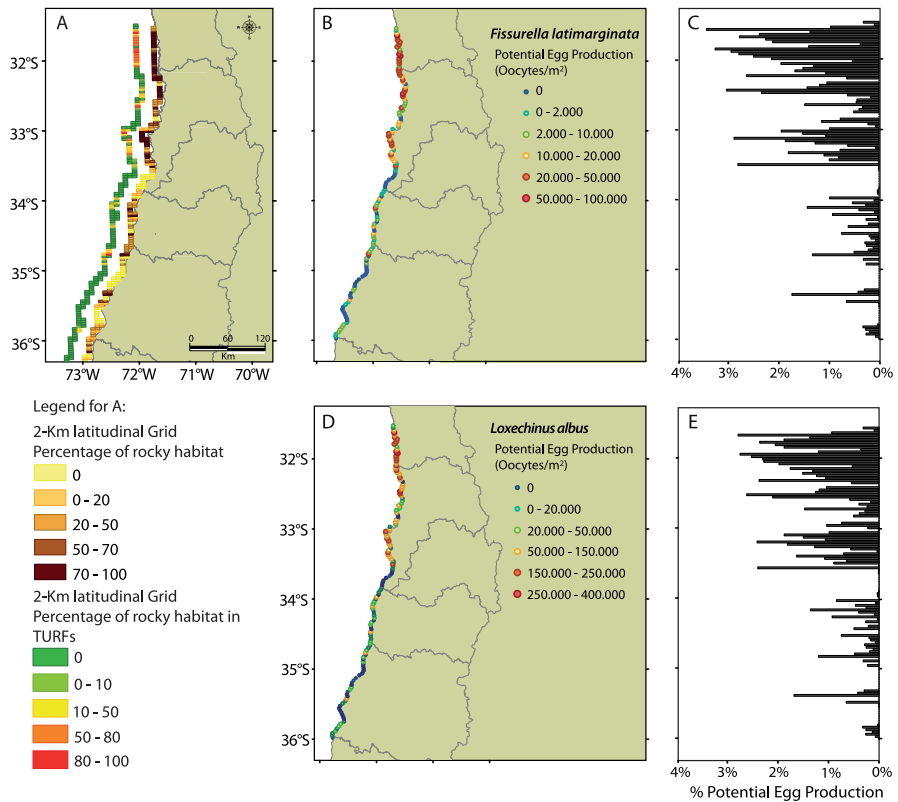 A
32°S
33°S
34°S
35°S
36°S
73°W
72°W
71°W
70°W
0
60
120
Km
B
Fissurella latimarginata
Potential Egg Production
(Oocytes/m²)
0
0 - 2.000
2.000 - 10.000
10.000 - 20.000
20.000 - 50.000
50.000 - 100.000
C
4%
3%
2%
1%
0%
Legend for A:
2-Km latitudinal Grid
Percentage of rocky habitat
0
0 - 20
20 - 50
50 - 70
70 - 100
2-Km latitudinal Grid
Percentage of rocky habitat in
TURFs
0
0 - 10
10 - 50
50 - 80
80 - 100
D
32°S
33°S
34°S
35°S
36°S
Loxechinus albus
Potential Egg Production
(Oocytes/m²)
0
0 - 20.000
20.000 - 50.000
50.000 - 150.000
150.000 - 250.000
250.000 - 400.000
E
4%
3%
2%
1%
0%
% Potential Egg Production